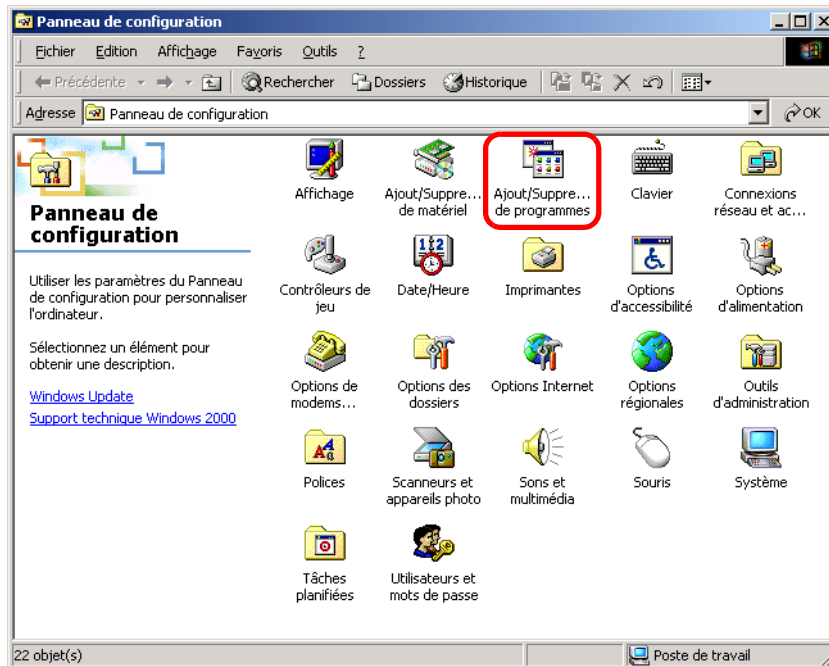 Panneau de configuration
Fichier Edition Affichage Favoris Outils ?
Précédente Rechercher Dossiers Historique
Adresse Panneau de configuration OK
Panneau de
configuration
Utiliser les paramètres du Panneau
de configuration pour personnaliser
l'ordinateur.
Sélectionnez un élément pour
obtenir une description.
Windows Update
Support technique Windows 2000
Affichage
Ajout/Suppre...
de matériel
Ajout/Suppre...
de programmes
Clavier
Connexions
réseau et ac...
Contrôleurs de
jeu
Date/Heure
Imprimantes
Options
d'accessibilité
Options
d'alimentation
Options de
modems...
Options des
dossiers
Options Internet
Options
régionales
Outils
d'administration
Polices
Scanneurs et
appareils photo
Sons et
multimédia
Souris
Système
Tâches
planifiées
Utilisateurs et
mots de passe
22 objet(s)
Poste de travail